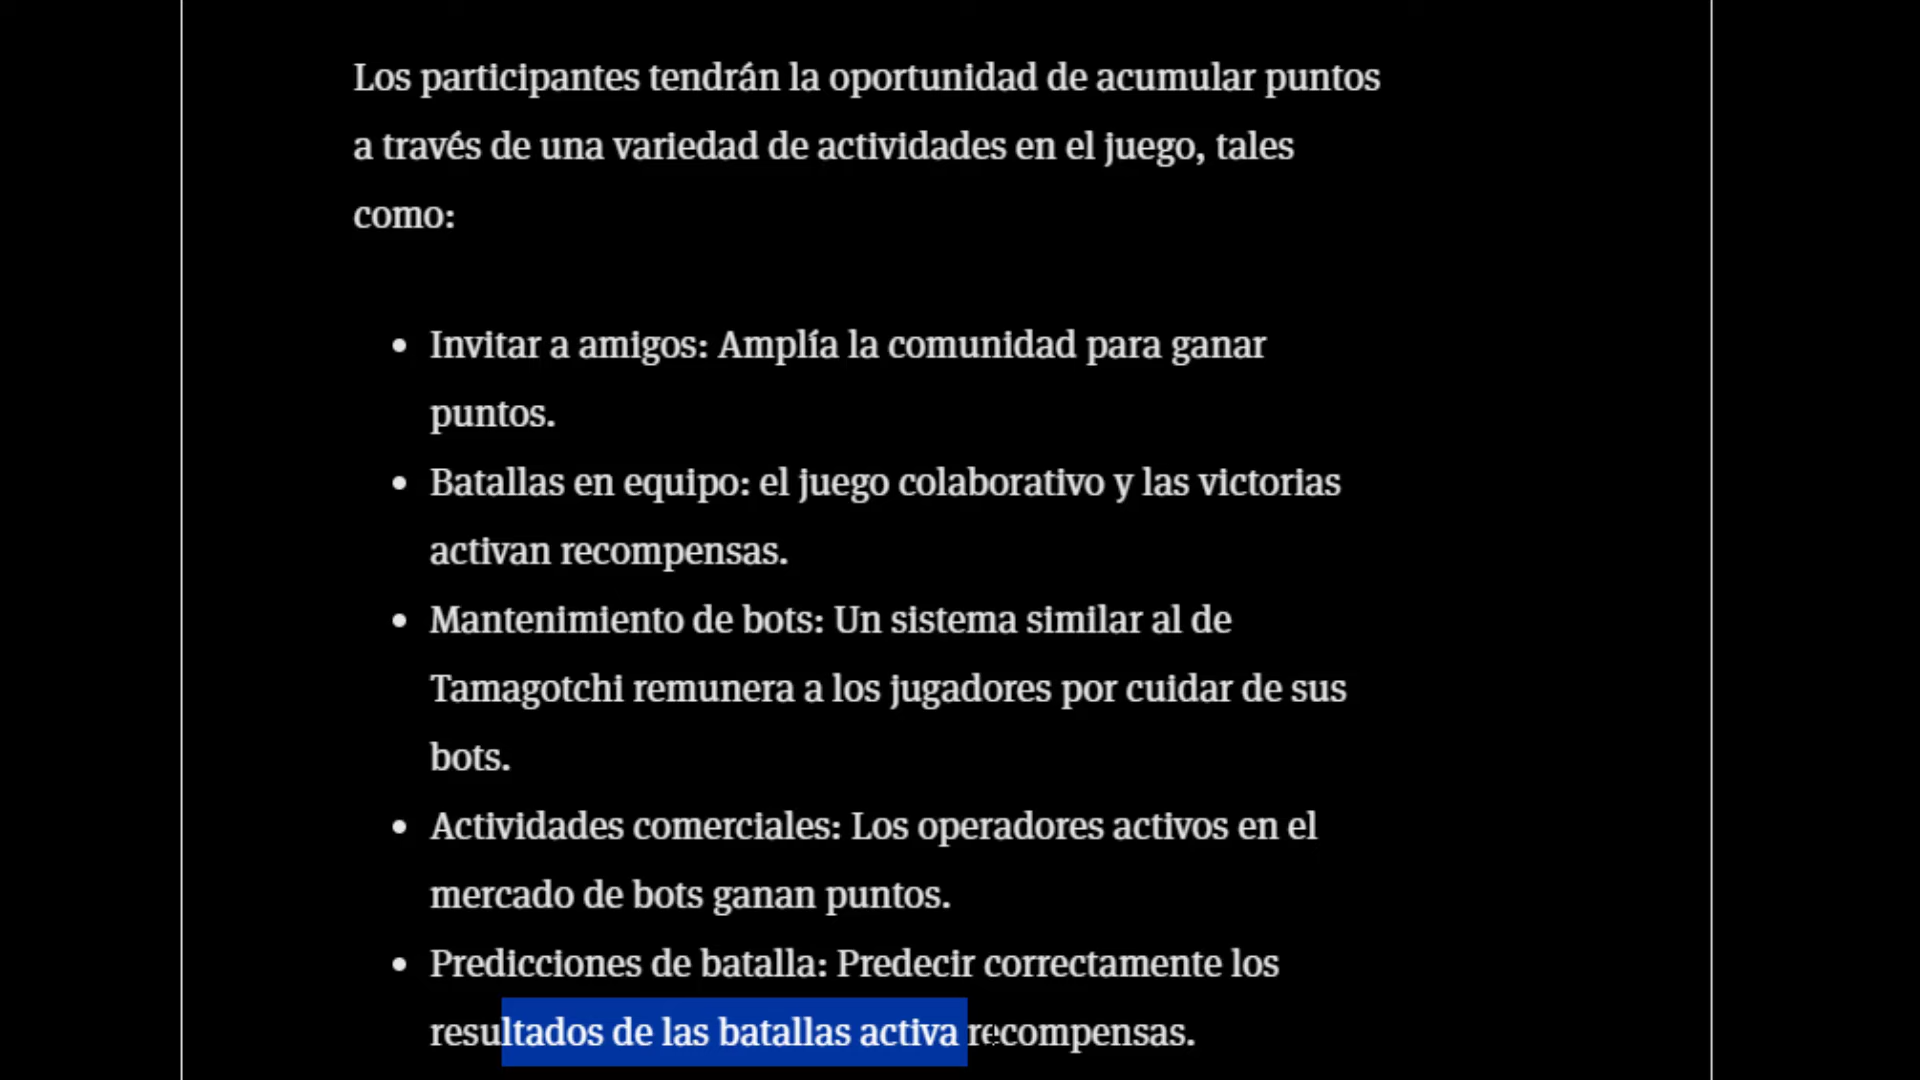 Los participantes tendrán la oportunidad de acumular puntos
a través de una variedad de actividades en el juego, tales
como:
• Invitar a amigos: Amplía la comunidad para ganar
puntos.
• Batallas en equipo: el juego colaborativo y las victorias
activan recompensas.
• Mantenimiento de bots: Un sistema similar al de
Tamagotchi remunera a los jugadores por cuidar de sus
bots.
• Actividades comerciales: Los operadores activos en el
mercado de bots ganan puntos.
• Predicciones de batalla: Predecir correctamente los
resultados de las batallas activa recompensas.